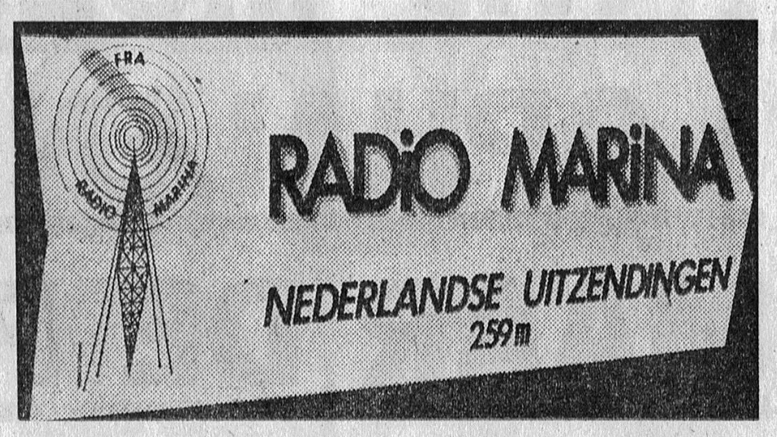 FRA
RADIO MARINA
RADiO MARiNA
NEDERLANDSE UITZENDINGEN
259m